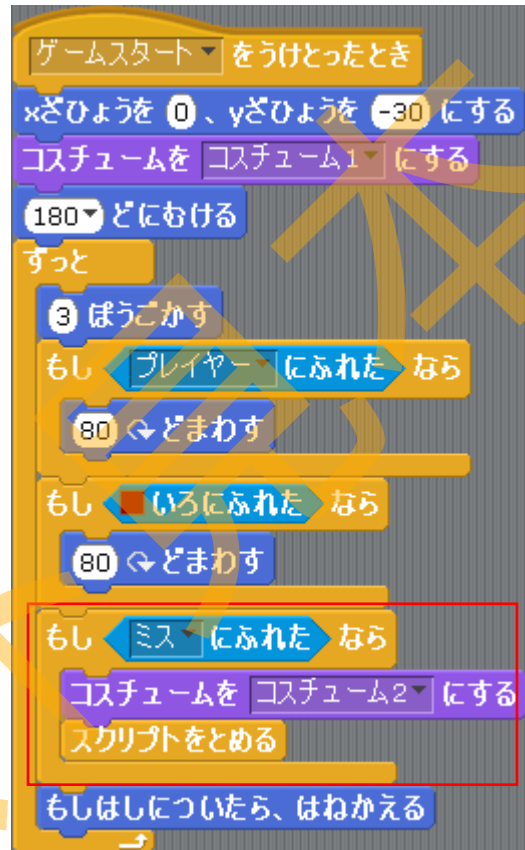 ゲームスタート をうけとったとき
xざひょうを 0 、yざひょうを -30 にする
コスチュームを コスチューム1 にする
180 どにむける
ずっと
3 ぽうごかす
もし プレイヤー にふれた なら
80 どまわす
もし いろにふれた なら
80 どまわす
もし ミス にふれた なら
コスチュームを コスチューム2 にする
スクリプトをとめる
もしはしについたら、はねかえる